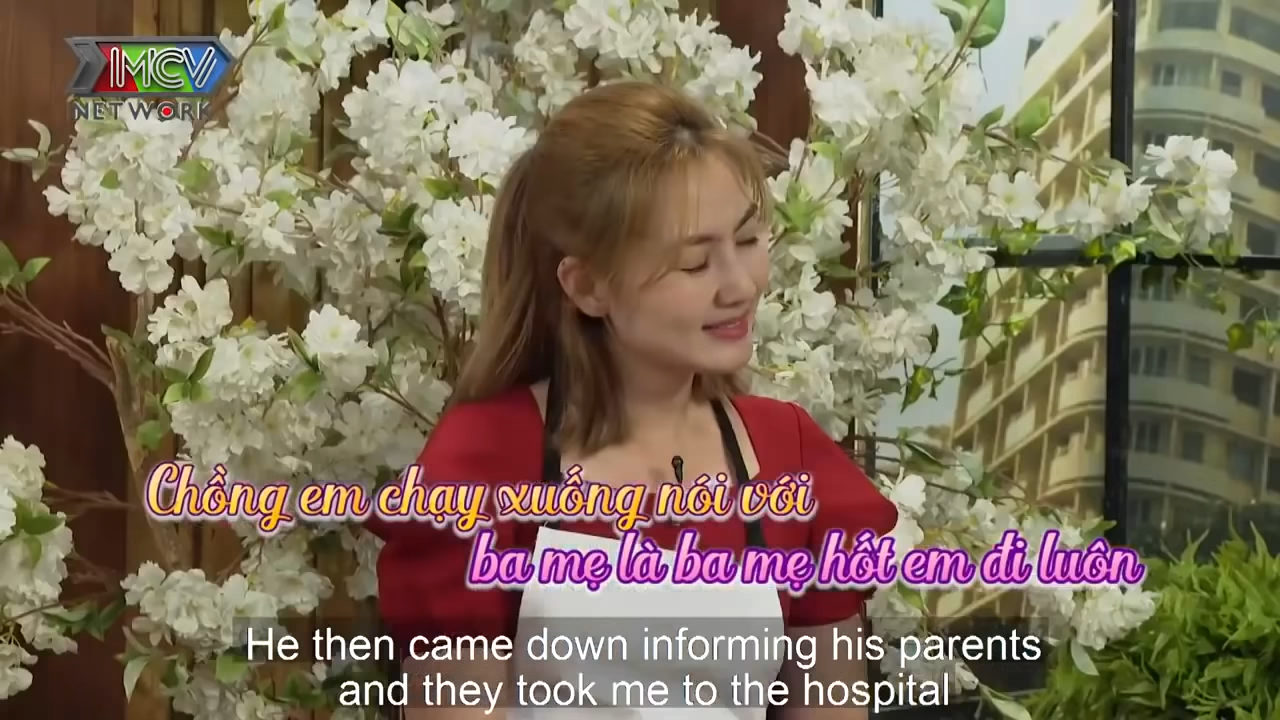 MCV
NETWORK
Chồng em chạy xuống nói với
ba mẹ là ba mẹ hốt em đi luôn
He then came down informing his parents
and they took me to the hospital